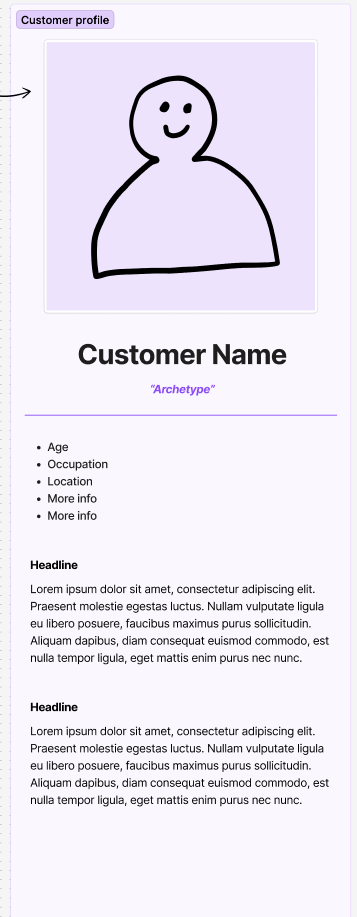 Customer profile
Customer Name
“Archetype”
• Age
• Occupation
• Location
• More info
• More info
Headline
Lorem ipsum dolor sit amet, consectetur adipiscing elit.
Praesent molestie egestas luctus. Nullam vulputate ligula
eu libero posuere, faucibus maximus purus sollicitudin.
Aliquam dapibus, diam consequat euismod commodo, est
nulla tempor ligula, eget mattis enim purus nec nunc.
Headline
Lorem ipsum dolor sit amet, consectetur adipiscing elit.
Praesent molestie egestas luctus. Nullam vulputate ligula
eu libero posuere, faucibus maximus purus sollicitudin.
Aliquam dapibus, diam consequat euismod commodo, est
nulla tempor ligula, eget mattis enim purus nec nunc.